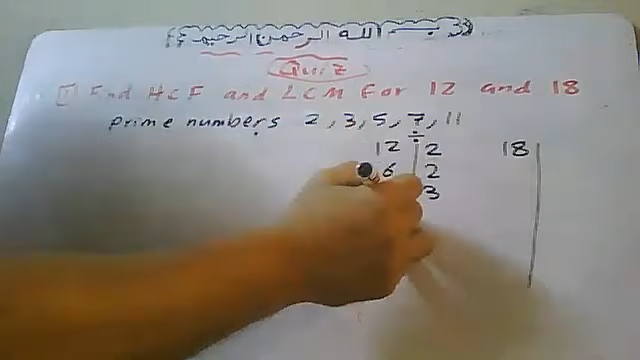 بسم الله الرحمن الرحيم
Quiz
1 Find HCF and LCM For 12 and 18
prime numbers 2, 3, 5, 7, 11
÷
12 2 18
6 2
3